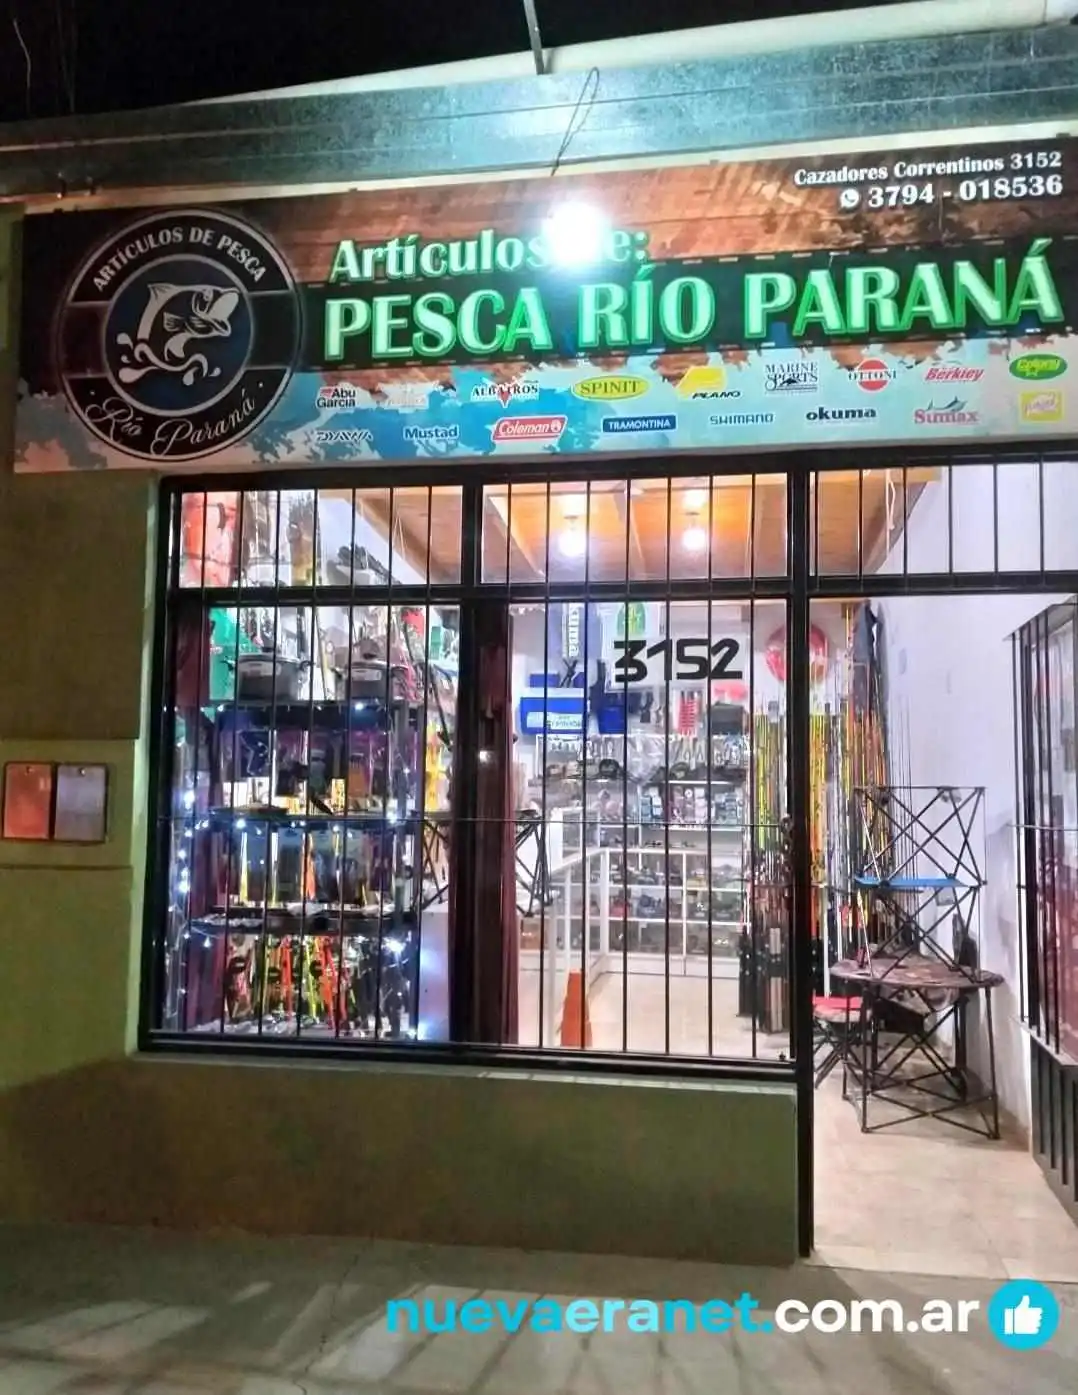 Cazadores Correntinos 3152
3794 - 018536
ARTÍCULOS DE PESCA
Río Paraná
Artículos de:
PESCA RÍO PARANÁ
Abu Garcia
ALBATROS
SPINIT
PLANO
MARINE SPORTS
OTTONI
Berkley
Coloeny
DAIWA
Mustad
Coleman
TRAMONTINA
SHIMANO
okuma
Sumax
3152
nuevaeranet.com.ar